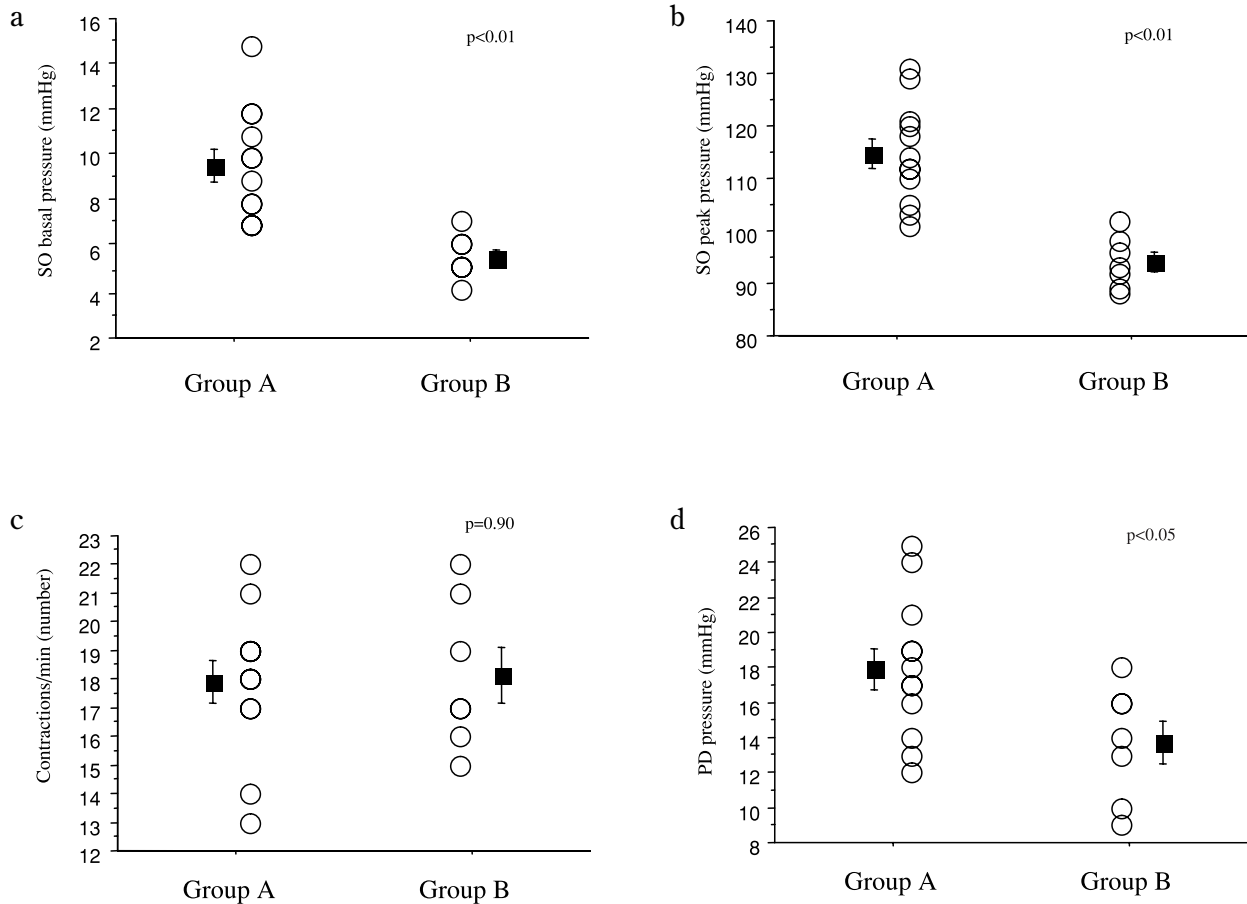 a
SO basal pressure (mmHg)
16
14
12
10
8
6
4
2
p<0.01
Group A
Group B
b
SO peak pressure (mmHg)
140
130
120
110
100
90
80
p<0.01
Group A
Group B
c
Contractions/min (number)
23
22
21
20
19
18
17
16
15
14
13
12
p=0.90
Group A
Group B
d
PD pressure (mmHg)
26
24
22
20
18
16
14
12
10
8
p<0.05
Group A
Group B